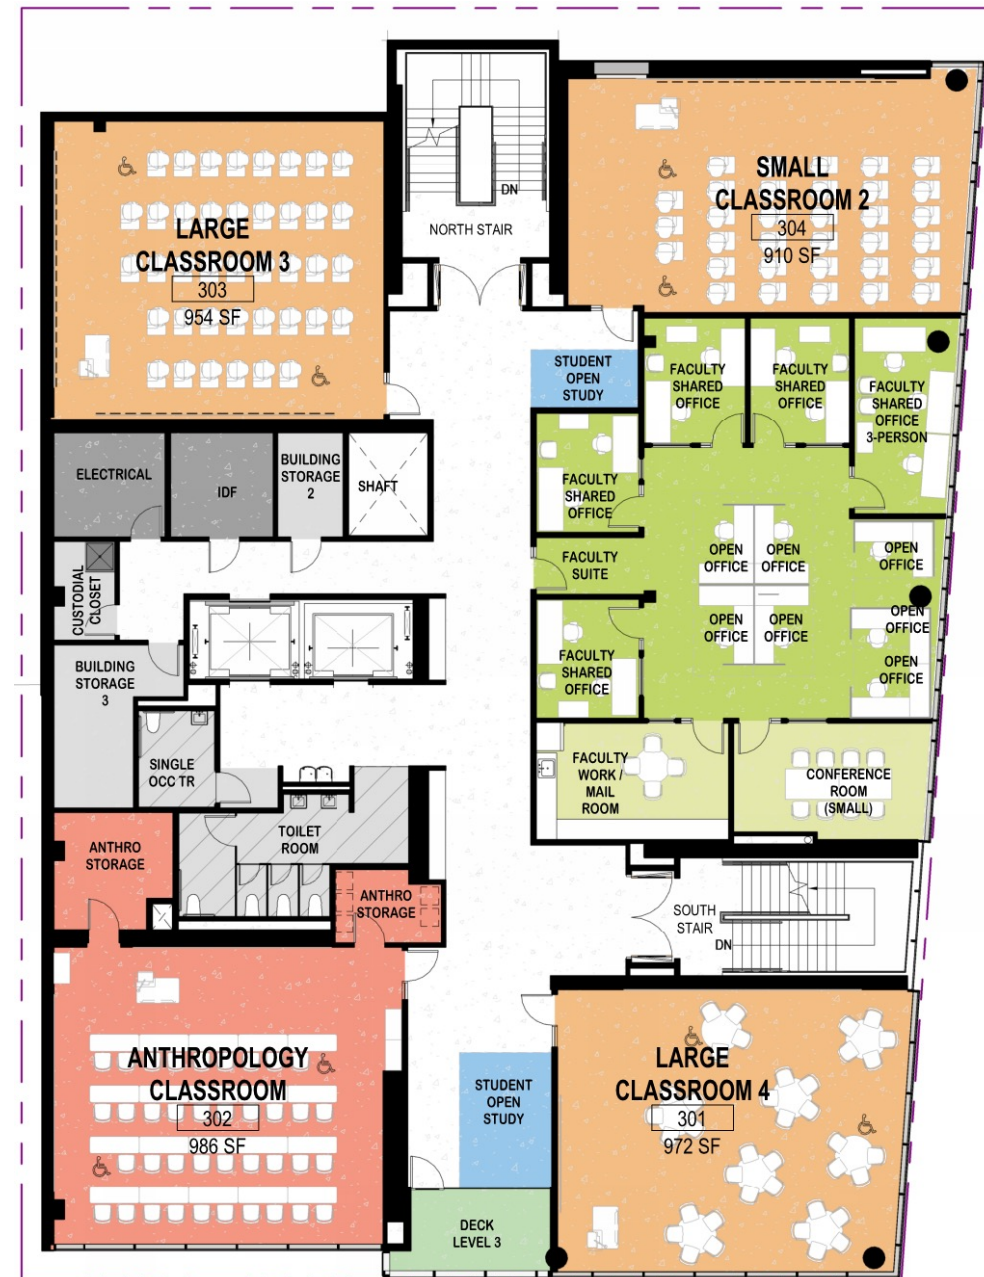 DN
NORTH STAIR
SMALL
CLASSROOM 2
304
910 SF
LARGE
CLASSROOM 3
303
954 SF
STUDENT
OPEN
STUDY
FACULTY
SHARED
OFFICE
FACULTY
SHARED
OFFICE
FACULTY
SHARED
OFFICE
3-PERSON
ELECTRICAL
IDF
BUILDING
STORAGE
2
SHAFT
FACULTY
SHARED
OFFICE
FACULTY
SUITE
OPEN
OFFICE
OPEN
OFFICE
OPEN
OFFICE
CUSTODIAL
CLOSET
OPEN
OFFICE
OPEN
OFFICE
OPEN
OFFICE
OPEN
OFFICE
BUILDING
STORAGE
3
FACULTY
SHARED
OFFICE
SINGLE
OCC TR
FACULTY
WORK /
MAIL
ROOM
CONFERENCE
ROOM
(SMALL)
TOILET
ROOM
ANTHRO
STORAGE
ANTHRO
STORAGE
SOUTH
STAIR
DN
ANTHROPOLOGY
CLASSROOM
302
986 SF
STUDENT
OPEN
STUDY
LARGE
CLASSROOM 4
301
972 SF
DECK
LEVEL 3